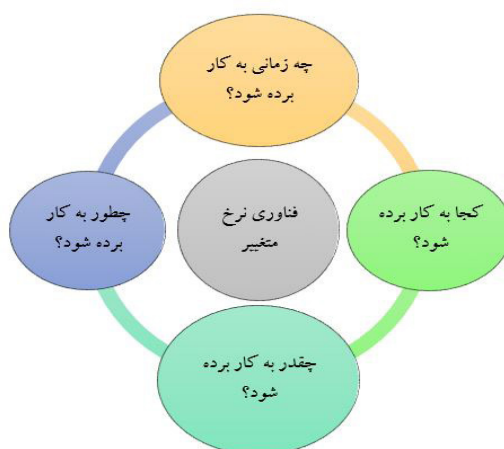 چه زمانی به کار
برده شود؟
کجا به کار برده
شود؟
فناوری نرخ
متغییر
چطور به کار
برده شود؟
چقدر به کار برده
شود؟